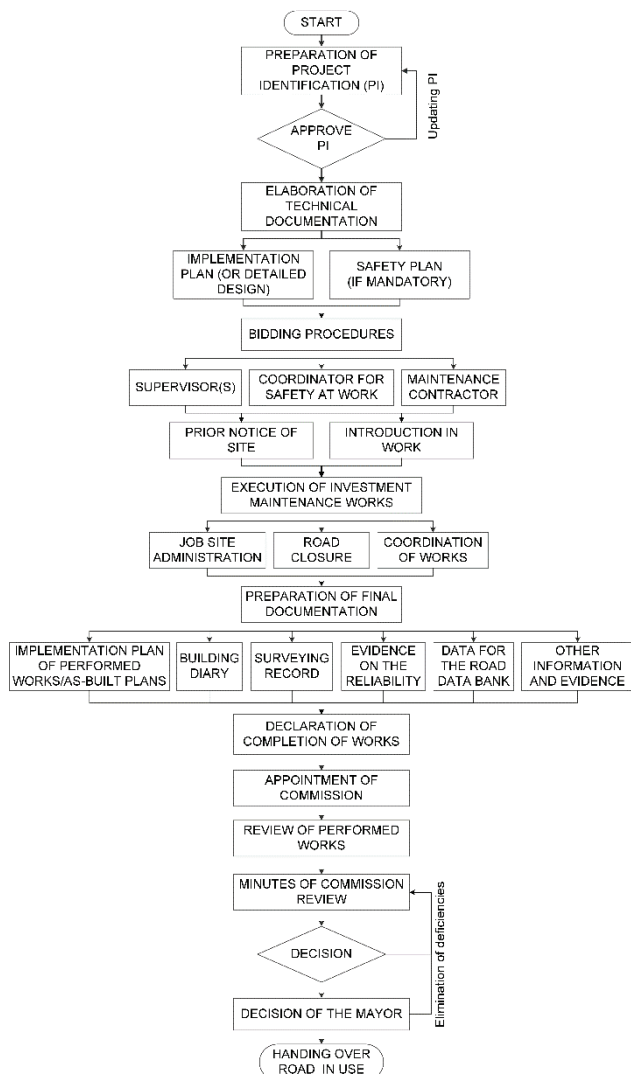 START
PREPARATION OF
PROJECT
IDENTIFICATION (PI)
Updating PI
APPROVE
PI
ELABORATION OF
TECHNICAL
DOCUMENTATION
IMPLEMENTATION
PLAN (OR DETAILED
DESIGN)
SAFETY PLAN
(IF MANDATORY)
BIDDING PROCEDURES
SUPERVISOR(S)
COORDINATOR FOR
SAFETY AT WORK
MAINTENANCE
CONTRACTOR
PRIOR NOTICE OF
SITE
INTRODUCTION IN
WORK
EXECUTION OF INVESTMENT
MAINTENANCE WORKS
JOB SITE
ADMINISTRATION
ROAD
CLOSURE
COORDINATION
OF WORKS
PREPARATION OF FINAL
DOCUMENTATION
IMPLEMENTATION PLAN
OF PERFORMED
WORKS/AS-BUILT PLANS
BUILDING
DIARY
SURVEYING
RECORD
EVIDENCE
ON THE
RELIABILITY
DATA FOR
THE ROAD
DATA BANK
OTHER
INFORMATION
AND EVIDENCE
DECLARATION OF
COMPLETION OF WORKS
APPOINTMENT OF
COMMISSION
REVIEW OF PERFORMED
WORKS
MINUTES OF COMMISSION
REVIEW
Elimination of deficiencies
DECISION
DECISION OF THE MAYOR
HANDING OVER
ROAD IN USE